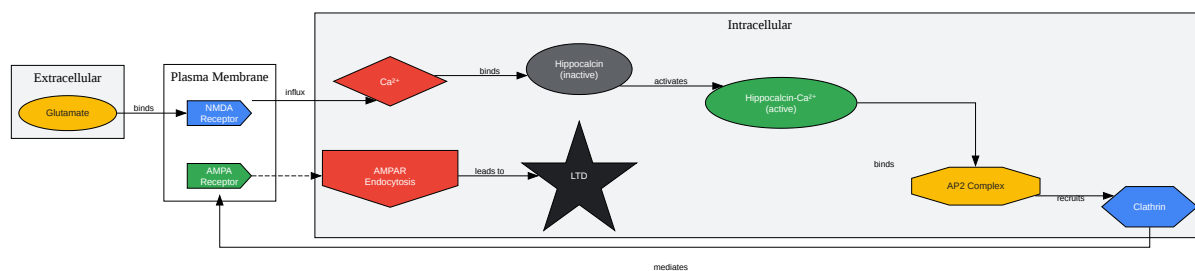 Intracellular
Extracellular
Plasma Membrane
Glutamate
binds
NMDA
Receptor
influx
Ca²⁺
binds
Hippocalcin
(inactive)
activates
Hippocalcin-Ca²⁺
(active)
binds
AP2 Complex
recruits
Clathrin
AMPA
Receptor
AMPAR
Endocytosis
leads to
LTD
mediates